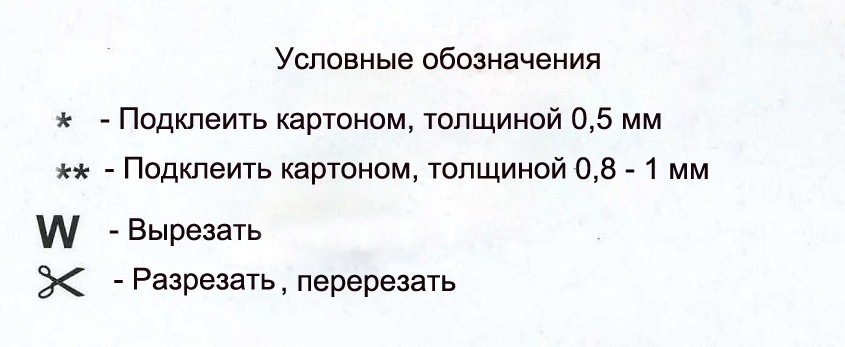 Условные обозначения
* - Подклеить картоном, толщиной 0,5 мм
** - Подклеить картоном, толщиной 0,8 - 1 мм
W - Вырезать
- Разрезать, перерезать